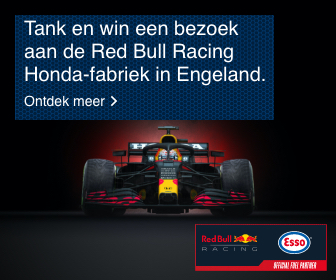 Tank en win een bezoek
aan de Red Bull Racing
Honda-fabriek in Engeland.
Ontdek meer >
Red Bull
RACING
Esso
OFFICIAL FUEL PARTNER